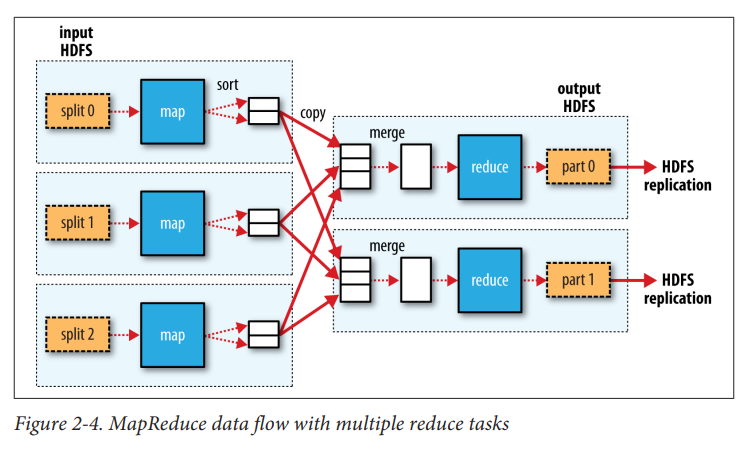 input
HDFS
split 0
map
sort
copy
split 1
map
split 2
map
output
HDFS
merge
reduce
part 0
HDFS
replication
merge
reduce
part 1
HDFS
replication
Figure 2-4. MapReduce data flow with multiple reduce tasks